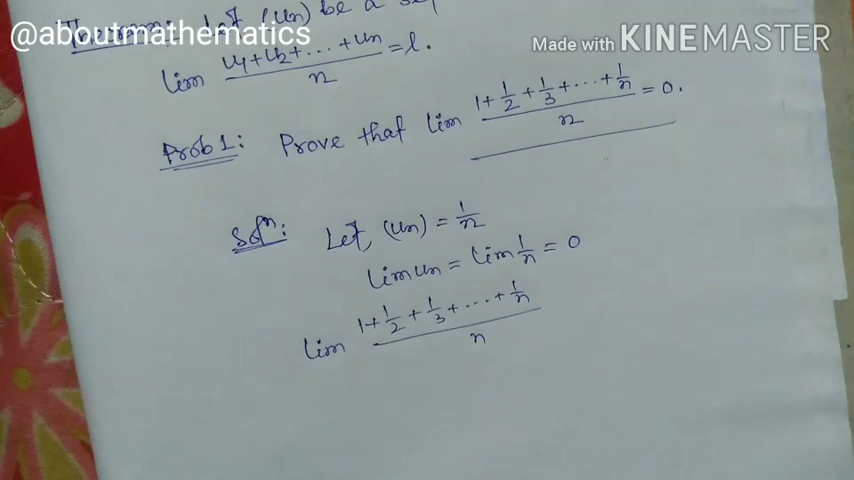 Theorem: Let (un) be a seq
@aboutmathematics
Made with KINEMASTER
lim (u1+u2+...+un)/n = l.
Prob 1: Prove that lim (1+1/2+1/3+...+1/n)/n = 0.
Solⁿ: Let, (un) = 1/n
lim un = lim 1/n = 0
lim (1+1/2+1/3+...+1/n)/n